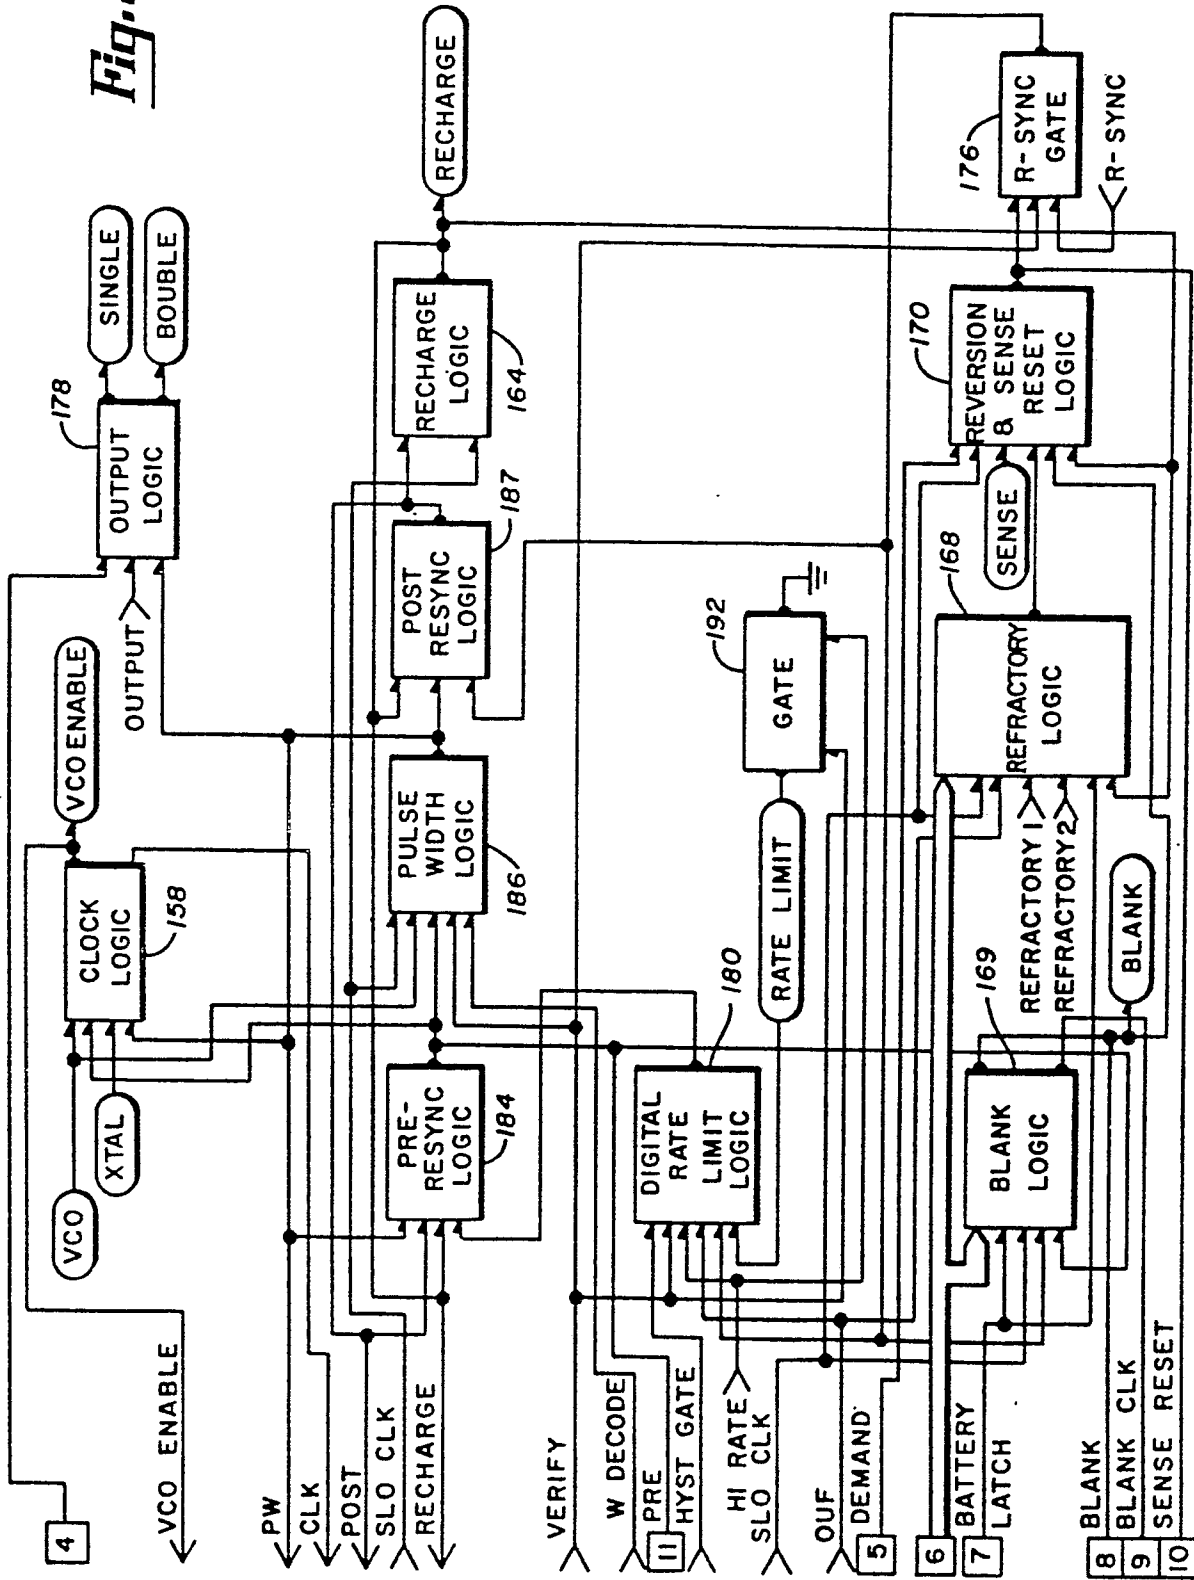 Fig.
4
VCO ENABLE
PW
CLK
POST
SLO CLK
RECHARGE
VERIFY
W DECODE
PRE
11
HYST GATE
HI RATE
SLO CLK
OUF
DEMAND
5
6
BATTERY
LATCH
7
BLANK
8
BLANK CLK
9
SENSE RESET
10
VCO
XTAL
CLOCK
LOGIC
158
VCO ENABLE
OUTPUT
OUTPUT
LOGIC
178
SINGLE
BOUBLE
PRE-
RESYNC
LOGIC
184
PULSE
WIDTH
LOGIC
186
POST
RESYNC
LOGIC
187
RECHARGE
LOGIC
164
RECHARGE
DIGITAL
RATE
LIMIT
LOGIC
180
RATE LIMIT
GATE
192
BLANK
LOGIC
169
BLANK
REFRACTORY 1
REFRACTORY 2
REFRACTORY
LOGIC
168
SENSE
REVERSION
& SENSE
RESET
LOGIC
170
R-SYNC
GATE
176
R-SYNC